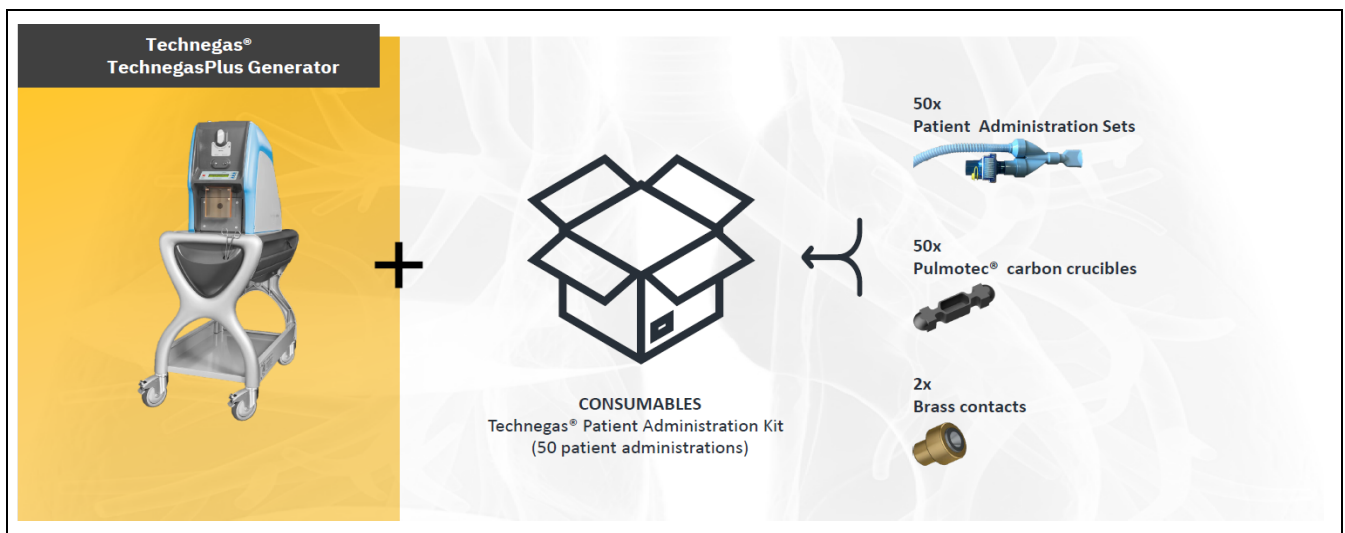 Technegas®
TechnegasPlus Generator
CONSUMABLES
Technegas® Patient Administration Kit
(50 patient administrations)
50x
Patient Administration Sets
50x
Pulmotec® carbon crucibles
2x
Brass contacts